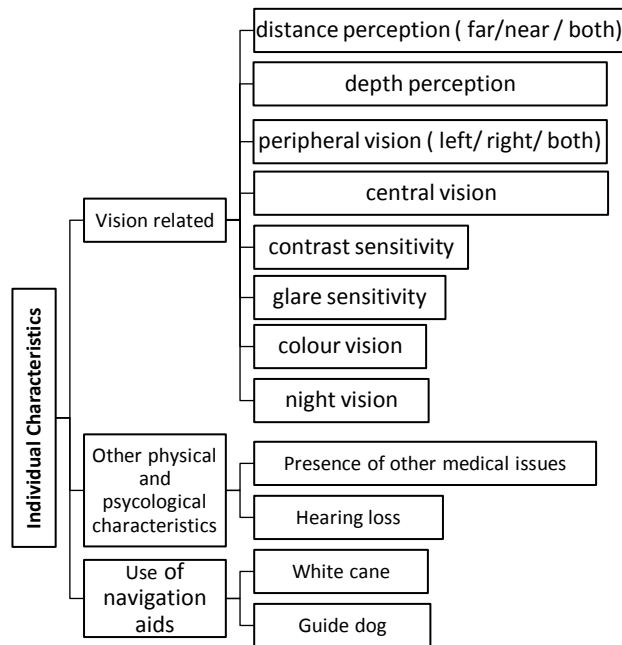 Individual Characteristics
Vision related
distance perception ( far/near / both)
depth perception
peripheral vision ( left/ right/ both)
central vision
contrast sensitivity
glare sensitivity
colour vision
night vision
Other physical
and
psycological
characteristics
Presence of other medical issues
Hearing loss
Use of
navigation
aids
White cane
Guide dog